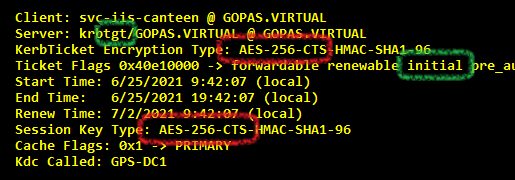 Client: svc-iis-canteen @ GOPAS.VIRTUAL
Server: krbtgt/GOPAS.VIRTUAL @ GOPAS.VIRTUAL
KerbTicket Encryption Type: AES-256-CTS-HMAC-SHA1-96
Ticket Flags 0x40e10000 -> forwardable renewable initial pre_au
Start Time: 6/25/2021 9:42:07 (local)
End Time: 6/25/2021 19:42:07 (local)
Renew Time: 7/2/2021 9:42:07 (local)
Session Key Type: AES-256-CTS-HMAC-SHA1-96
Cache Flags: 0x1 -> PRIMARY
Kdc Called: GPS-DC1